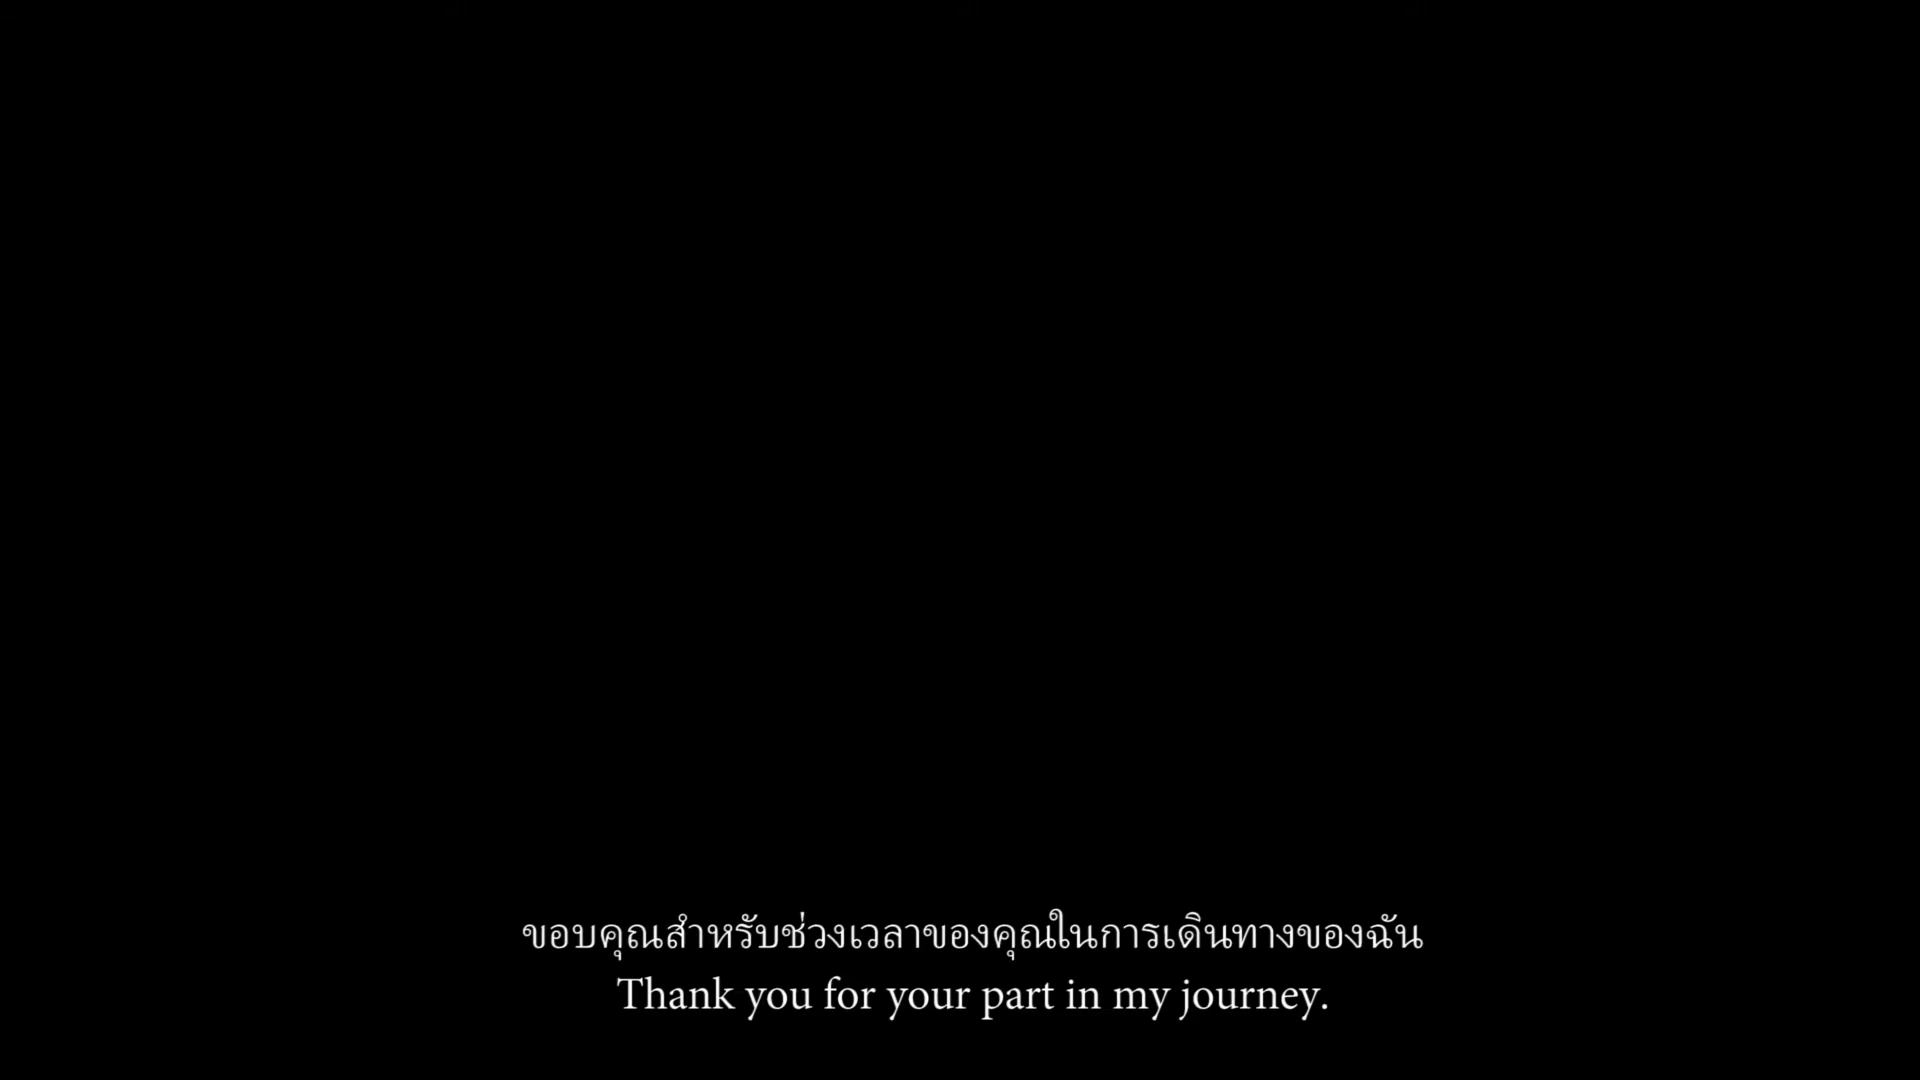 ขอบคุณสำหรับช่วงเวลาของคุณในการเดินทางของฉัน
Thank you for your part in my journey.